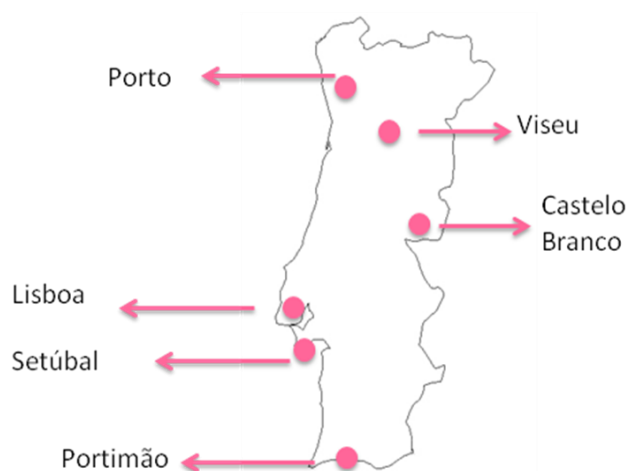 Porto
Viseu
Castelo
Branco
Lisboa
Setúbal
Portimão